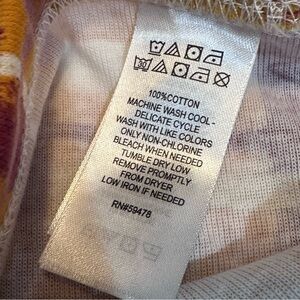 100%COTTON
MACHINE WASH COOL -
DELICATE CYCLE
WASH WITH LIKE COLORS
ONLY NON-CHLORINE
BLEACH WHEN NEEDED
TUMBLE DRY LOW
REMOVE PROMPTLY
FROM DRYER
LOW IRON IF NEEDED
RN#59478